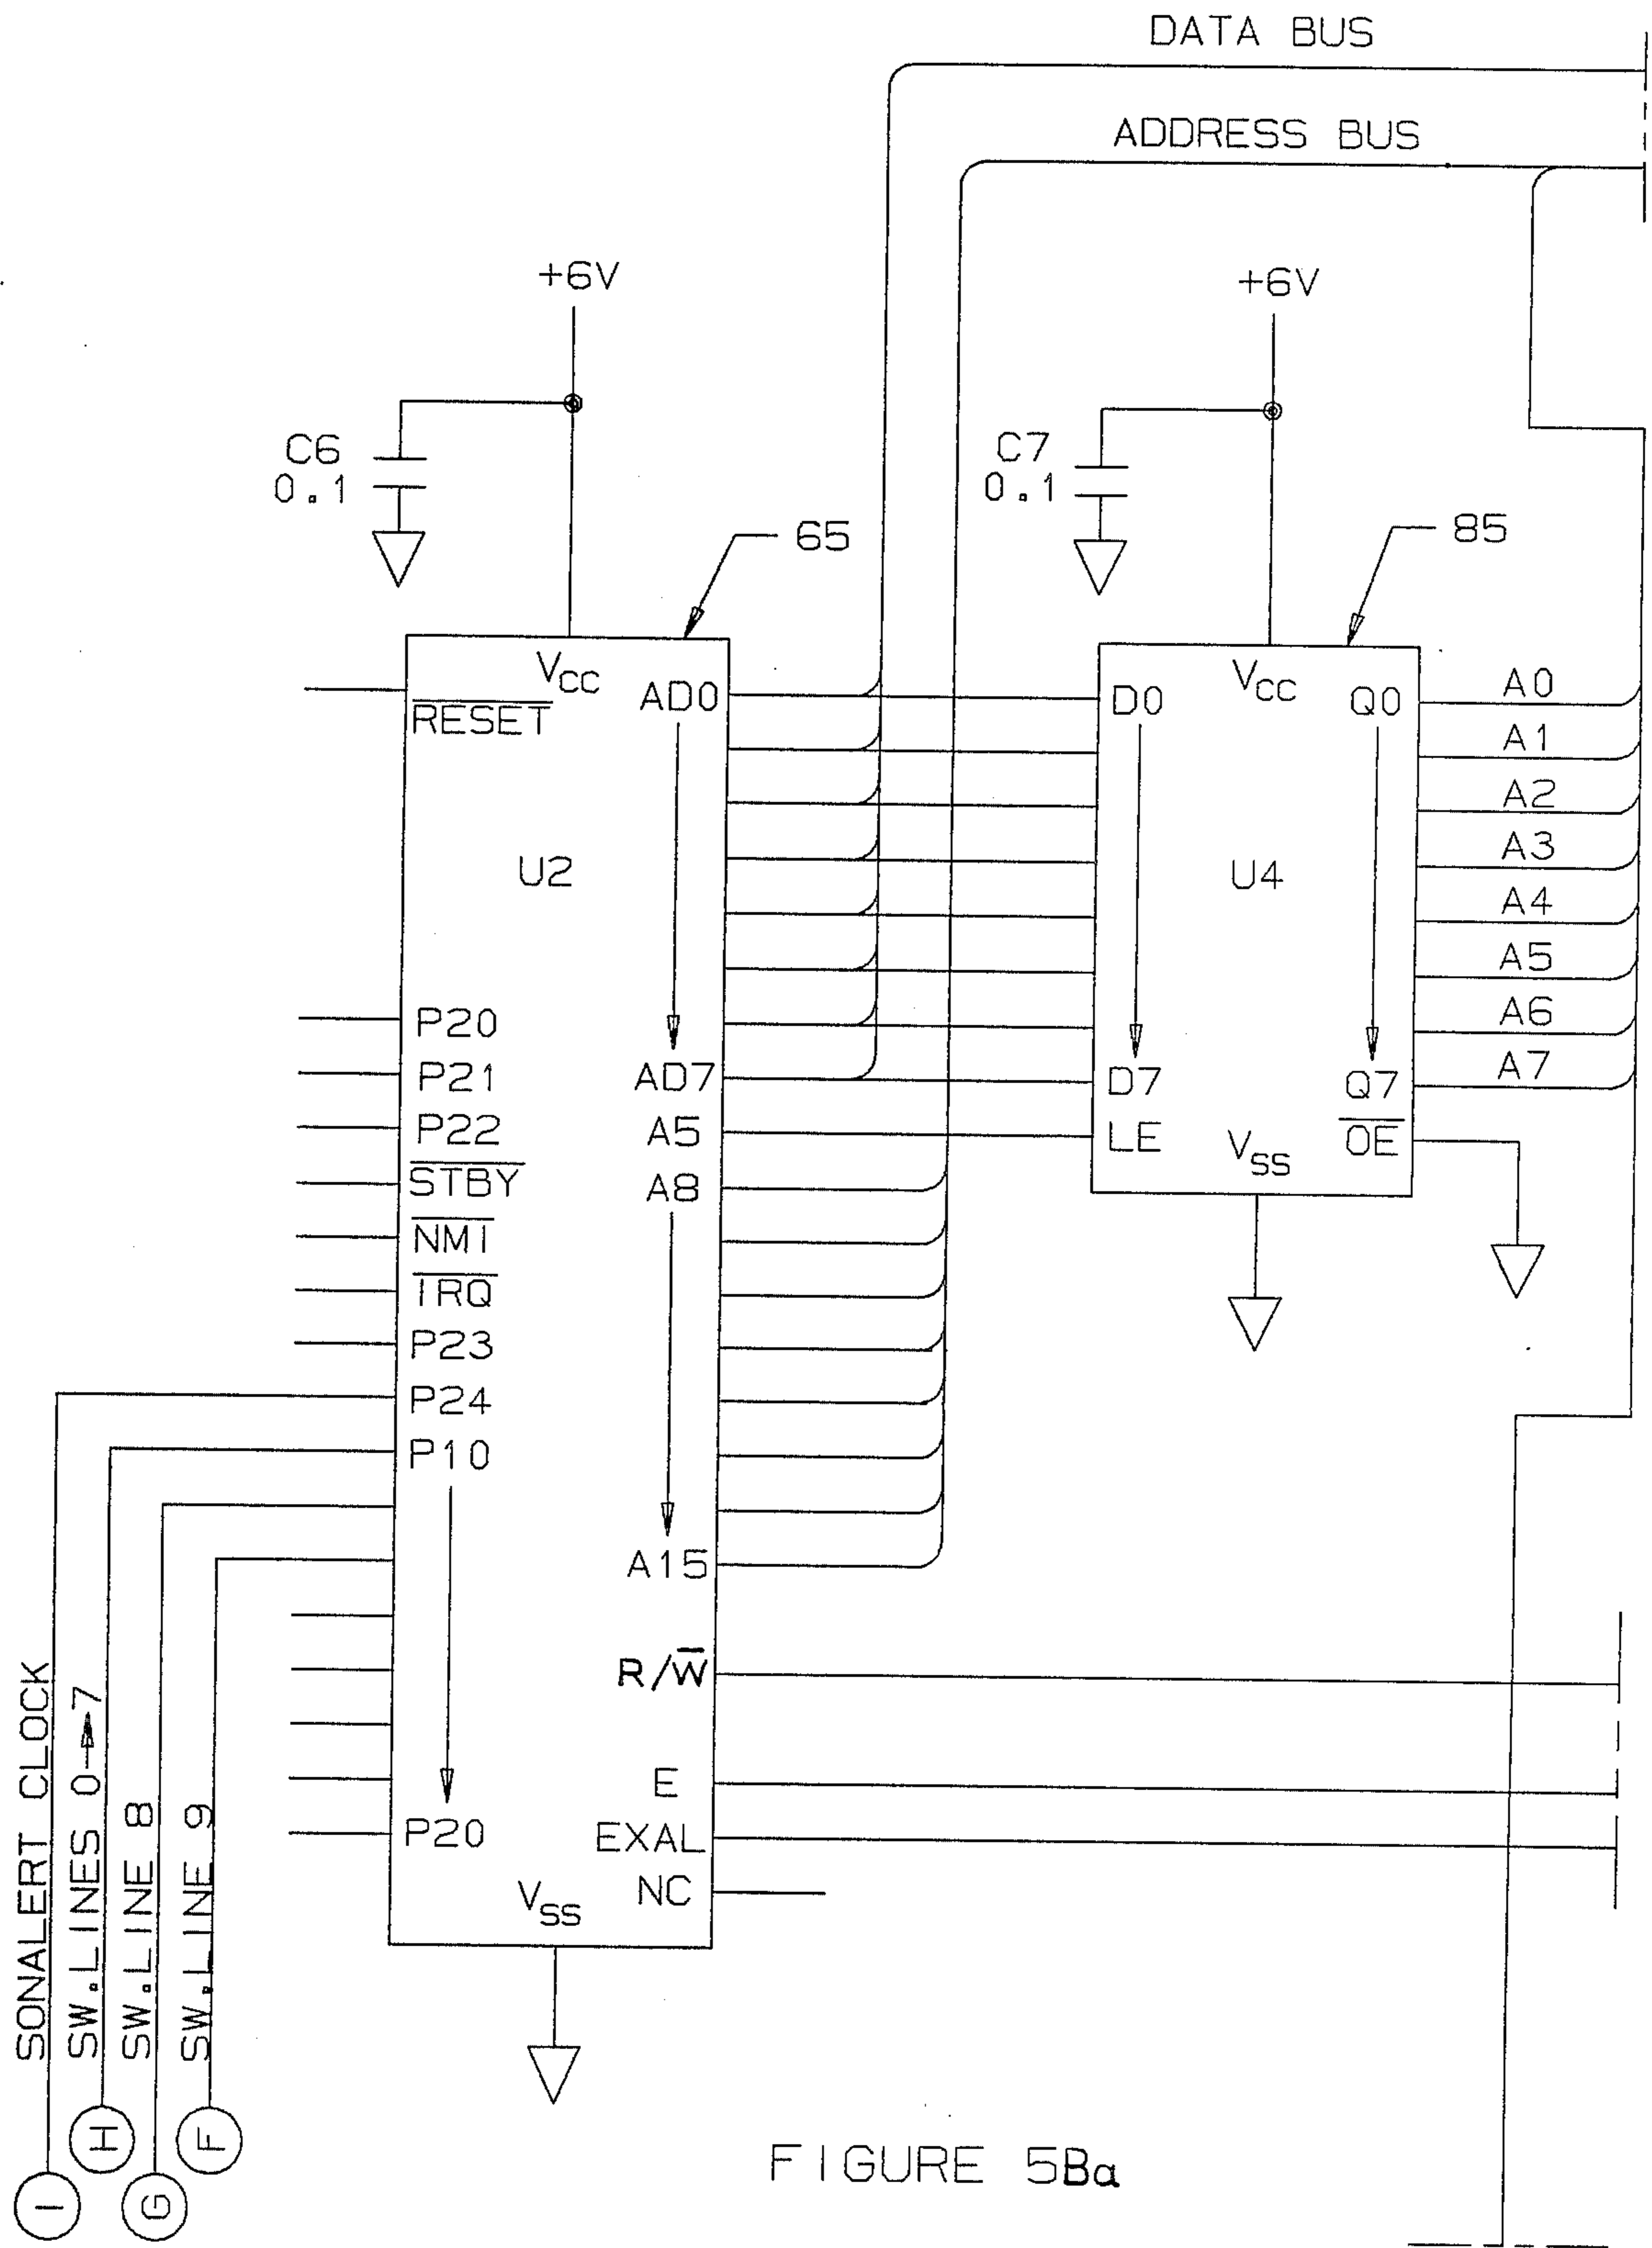 DATA BUS
ADDRESS BUS
+6V
+6V
C6
0.1
C7
0.1
65
85
VCC
RESET
AD0
U2
P20
P21
P22
STBY
NMI
IRQ
P23
P24
P10
P20
VSS
AD7
A5
A8
A15
R/W
E
EXAL
NC
VCC
D0
Q0
U4
D7
Q7
LE
OE
VSS
A0
A1
A2
A3
A4
A5
A6
A7
SONALERT CLOCK
SW.LINES 0→7
SW.LINE 8
SW.LINE 9
I
H
G
F
FIGURE 5Ba